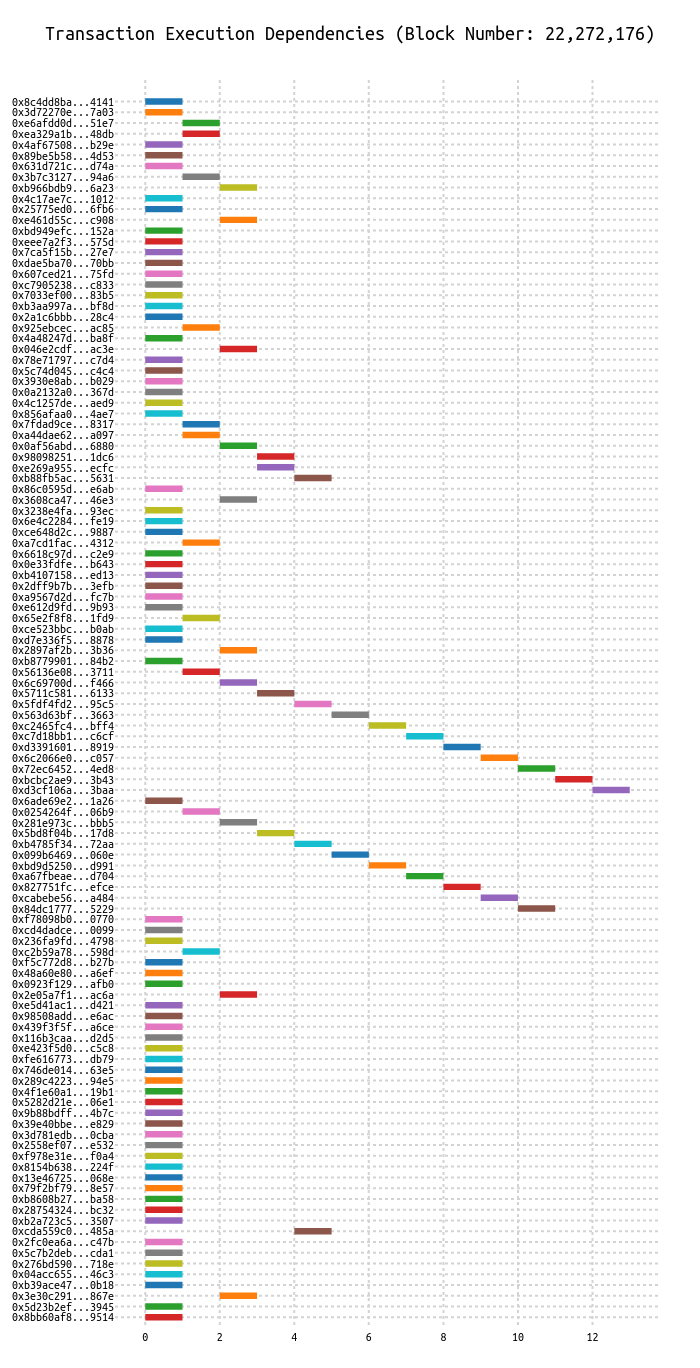 Transaction Execution Dependencies (Block Number: 22,272,176)
0x8c4dd8ba...4141
0x3d72270e...7a03
0xe6afdd0d...51e7
0xea329a1b...48db
0x4af67508...b29e
0x89be5b58...4d53
0x631d721c...d74a
0x3b7c3127...94a6
0xb966bdb9...6a23
0x4c17ae7c...1012
0x25775ed0...6fb6
0xe461d55c...c908
0xbd949efc...152a
0xeee7a2f3...575d
0x7ca5f15b...27e7
0xdae5ba70...70bb
0x607ced21...75fd
0xc7905238...c833
0x7033ef00...83b5
0xb3aa997a...bf8d
0x2a1c6bbb...28c4
0x925ebcec...ac85
0x4a48247d...ba8f
0x046e2cdf...ac3e
0x78e71797...c7d4
0x5c74d045...c4c4
0x3930e8ab...b029
0x0a2132a0...367d
0x4c1257de...aed9
0x856afaa0...4ae7
0x7fdad9ce...8317
0xa44dae62...a097
0x0af56abd...6880
0x98098251...1dc6
0xe269a955...ecfc
0xb88fb5ac...5631
0x86c0595d...e6ab
0x3608ca47...46e3
0x3238e4fa...93ec
0x6e4c2284...fe19
0xce648d2c...9887
0xa7cd1fac...4312
0x6618c97d...c2e9
0x0e33fdfe...b643
0xb4107158...ed13
0x2dff9b7b...3efb
0xa9567d2d...fc7b
0xe612d9fd...9b93
0x65e2f8f8...1fd9
0xce523bbc...b0ab
0xd7e336f5...8878
0x2897af2b...3b36
0xb8779901...84b2
0x56136e08...3711
0x6c69700d...f466
0x5711c581...6133
0x5fdf4fd2...95c5
0x563d63bf...3663
0xc2465fc4...bff4
0xc7d18bb1...c6cf
0xd3391601...8919
0x6c2066e0...c057
0x72ec6452...4ed8
0xbcbc2ae9...3b43
0xd3cf106a...3baa
0x6ade69e2...1a26
0x0254264f...06b9
0x281e973c...bbb5
0x5bd8f04b...17d8
0xb4785f34...72aa
0x099b6469...060e
0xbd9d5250...d991
0xa67fbeae...d704
0x827751fc...efce
0xcabebe56...a484
0x84dc1777...5229
0xf78098b0...0770
0xcd4dadce...0099
0x236fa9fd...4798
0xc2b59a78...598d
0xf5c772d8...b27b
0x48a60e80...a6ef
0x0923f129...afb0
0x2e05a7f1...ac6a
0xe5d41ac1...d421
0x98508add...e6ac
0x439f3f5f...a6ce
0x116b3caa...d2d5
0xe423f5d0...c5c8
0xfe616773...db79
0x746de014...63e5
0x289c4223...94e5
0x4f1e60a1...19b1
0x5282d21e...06e1
0x9b88bdff...4b7c
0x39e40bbe...e829
0x3d781edb...0cba
0x2558ef07...e532
0xf978e31e...f0a4
0x8154b638...224f
0x13e46725...068e
0x79f2bf79...8e57
0xb8608b27...ba58
0x28754324...bc32
0xb2a723c5...3507
0xcda559c0...485a
0x2fc0ea6a...c47b
0x5c7b2deb...cda1
0x276bd590...718e
0x04acc655...46c3
0xb39ace47...0b18
0x3e30c291...867e
0x5d23b2ef...3945
0x8bb60af8...9514
0 2 4 6 8 10 12